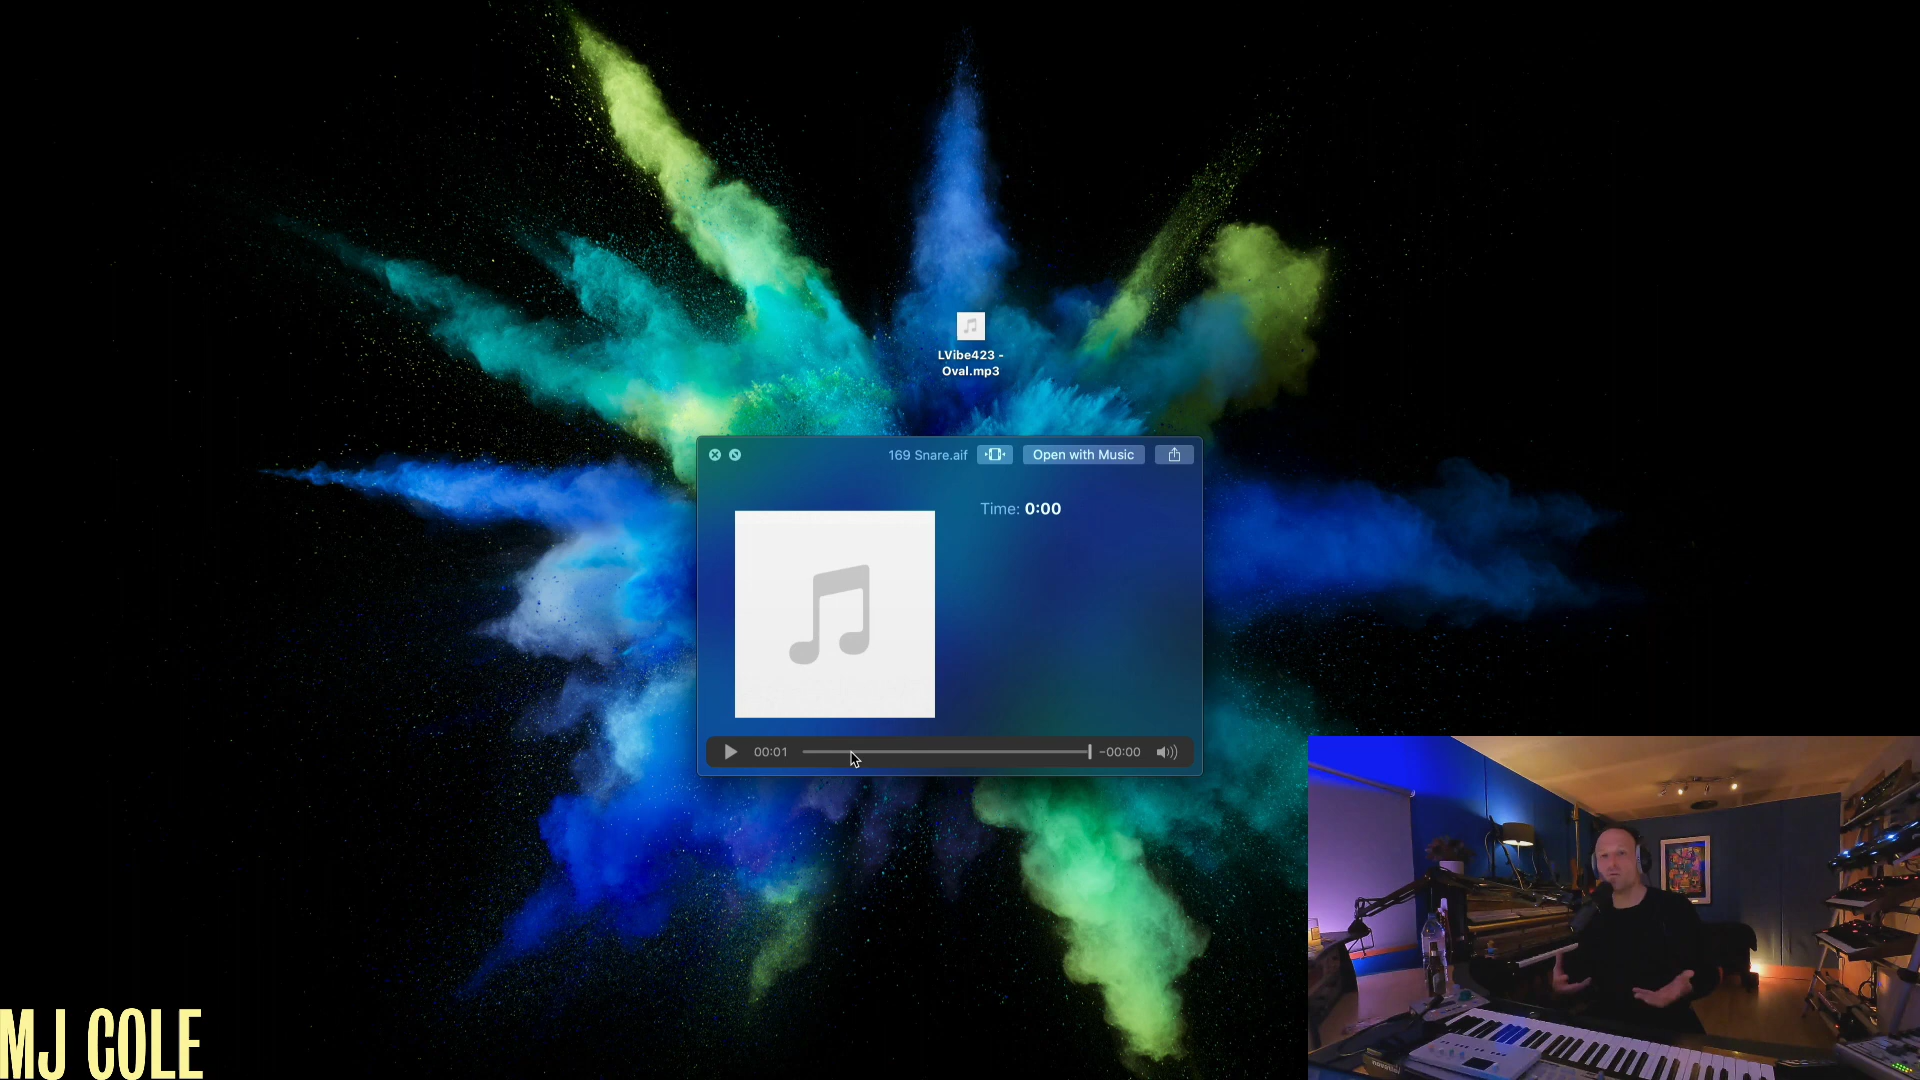 LVibe423 -
Oval.mp3
169 Snare.aif
Open with Music
Time: 0:00
00:01
-00:00
MJ COLE